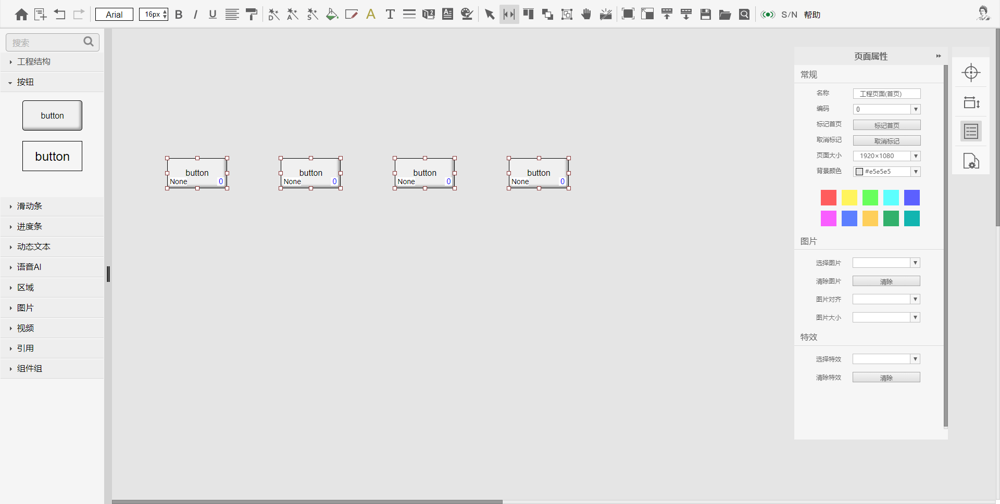 Arial 16px B I U D A S A T S/N 帮助
搜索
工程结构
按钮
button
button
滑动条
进度条
动态文本
语音AI
区域
图片
视频
引用
组件组
button button button button
None 0 None 0 None 0 None 0
页面属性
常规
名称 工程页面(首页)
编码 0
标记首页 标记首页
取消标记 取消标记
页面大小 1920×1080
背景颜色 #e5e5e5
图片
选择图片
清除图片 清除
图片对齐
图片大小
特效
选择特效
清除特效 清除